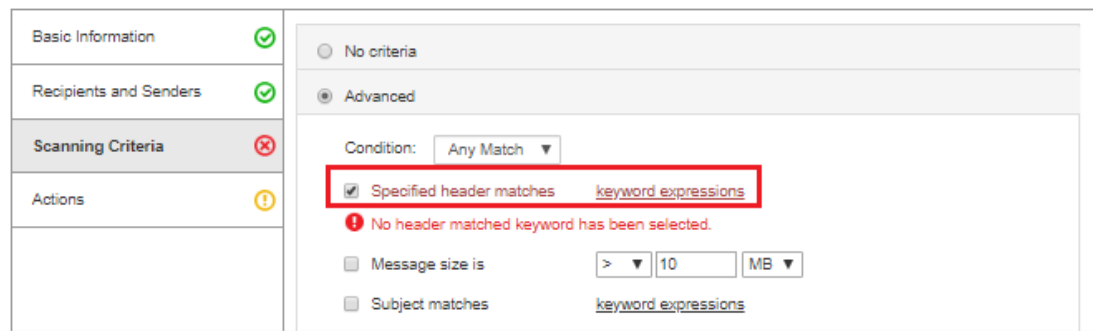 Basic Information
Recipients and Senders
Scanning Criteria
Actions
No criteria
Advanced
Condition: Any Match
Specified header matches keyword expressions
No header matched keyword has been selected.
Message size is > 10 MB
Subject matches keyword expressions